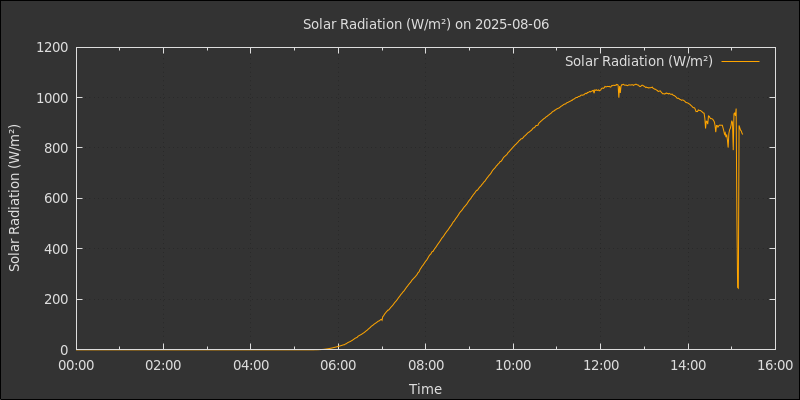 Solar Radiation (W/m²) on 2025-08-06
Solar Radiation (W/m²)
1200
1000
800
600
400
200
0
Solar Radiation (W/m²)
00:00 02:00 04:00 06:00 08:00 10:00 12:00 14:00 16:00
Time